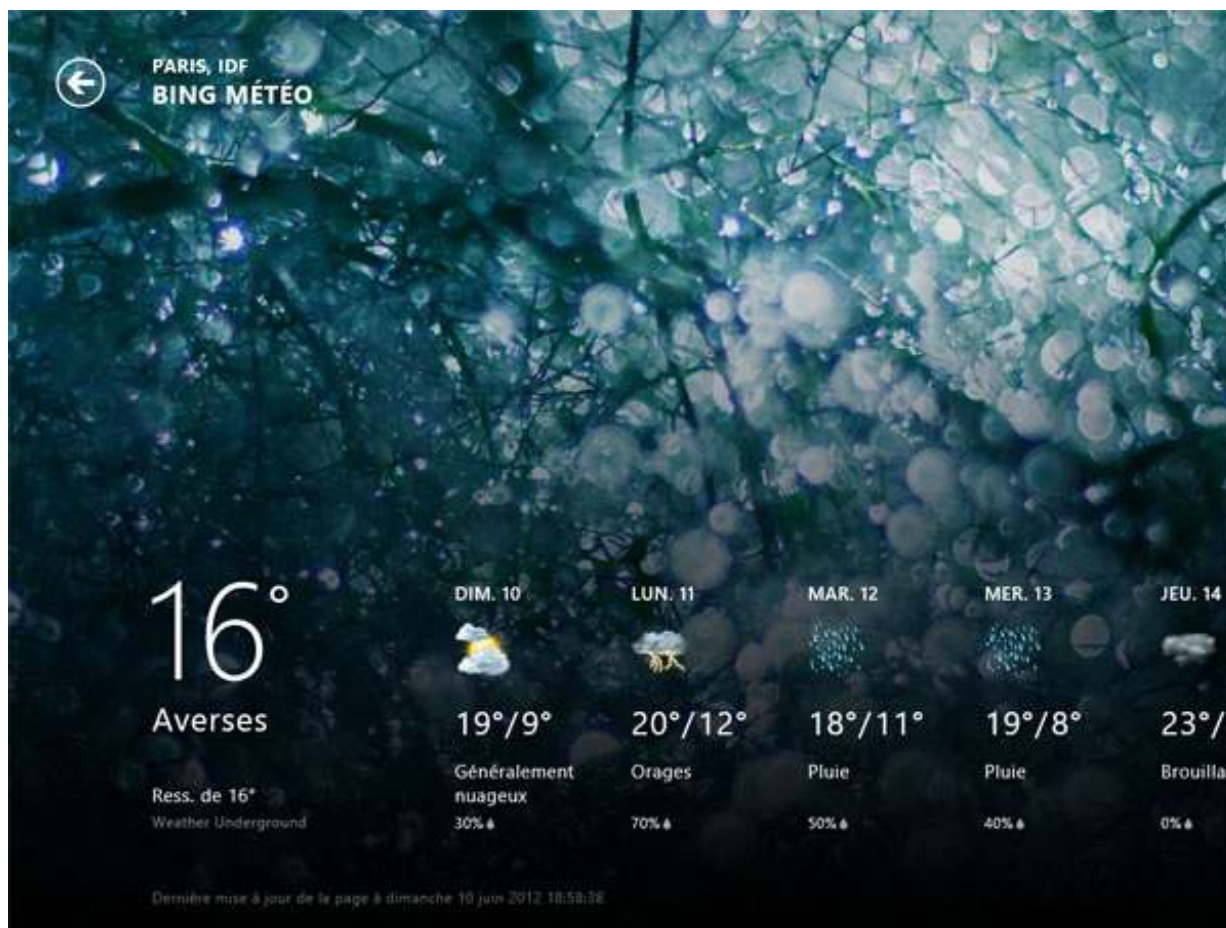 PARIS, IDF
BING MÉTÉO
16°
Averses
Ress. de 16°
Weather Underground
DIM. 10
19°/9°
Généralement
nuageux
30%
LUN. 11
20°/12°
Orages
70%
MAR. 12
18°/11°
Pluie
50%
MER. 13
19°/8°
Pluie
40%
JEU. 14
23°/
Brouilla
0%
Dernière mise à jour de la page à dimanche 10 juin 2012 18:58:38